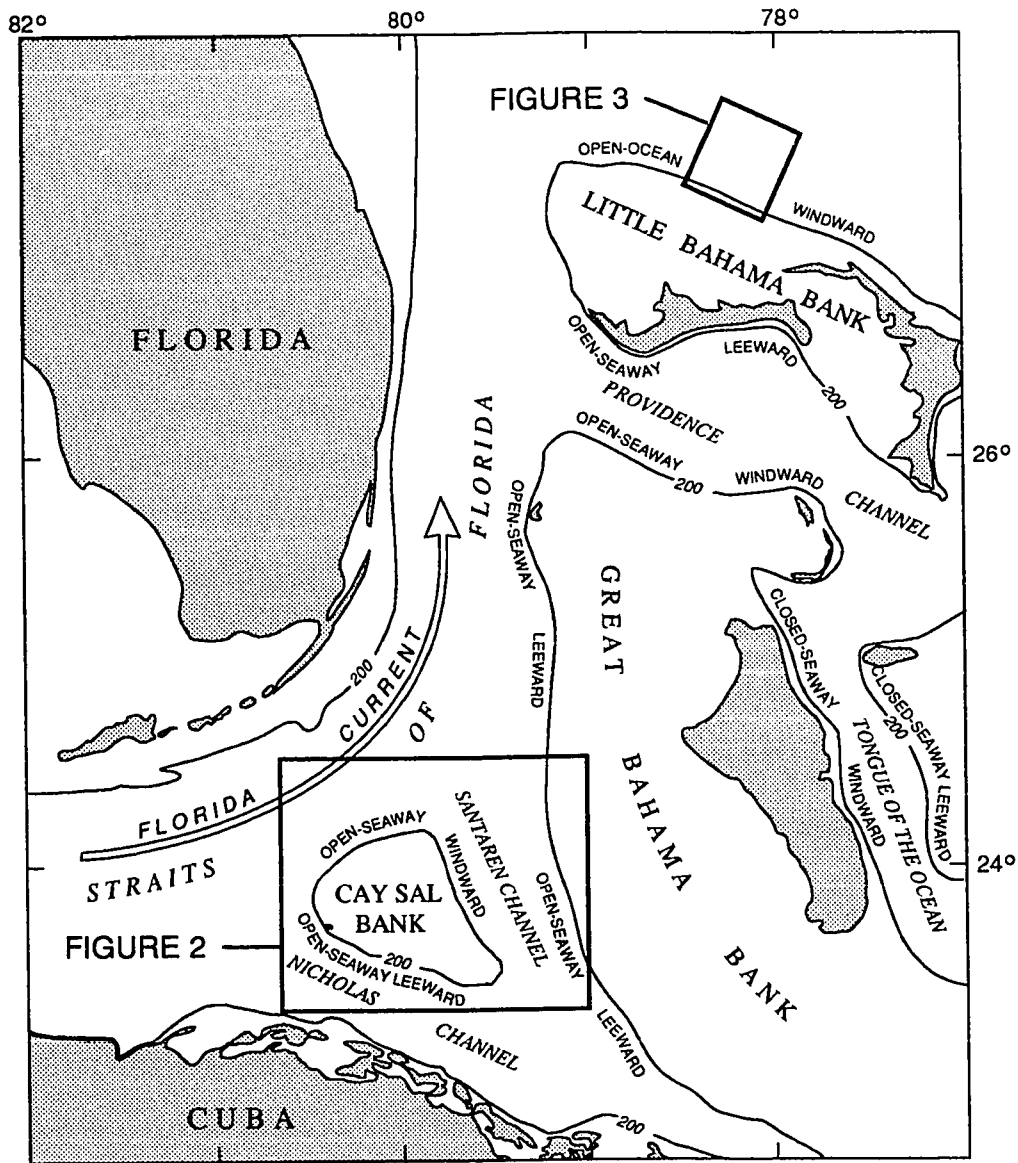 82°
80°
78°
FIGURE 3
OPEN-OCEAN
WINDWARD
LITTLE BAHAMA BANK
FLORIDA
OPEN-SEAWAY
LEEWARD
200
PROVIDENCE
CHANNEL
OPEN-SEAWAY
200
WINDWARD
26°
STRAITS OF FLORIDA
OPEN-SEAWAY
LEEWARD
GREAT BAHAMA BANK
CLOSED-SEAWAY
WINDWARD
CLOSED-SEAWAY LEEWARD
200
TONGUE OF THE OCEAN
200
FLORIDA CURRENT
24°
OPEN-SEAWAY
WINDWARD
SANTAREN CHANNEL
CAY SAL
BANK
OPEN-SEAWAY
LEEWARD
FIGURE 2
200
OPEN-SEAWAY LEEWARD
NICHOLAS
CHANNEL
CUBA
200